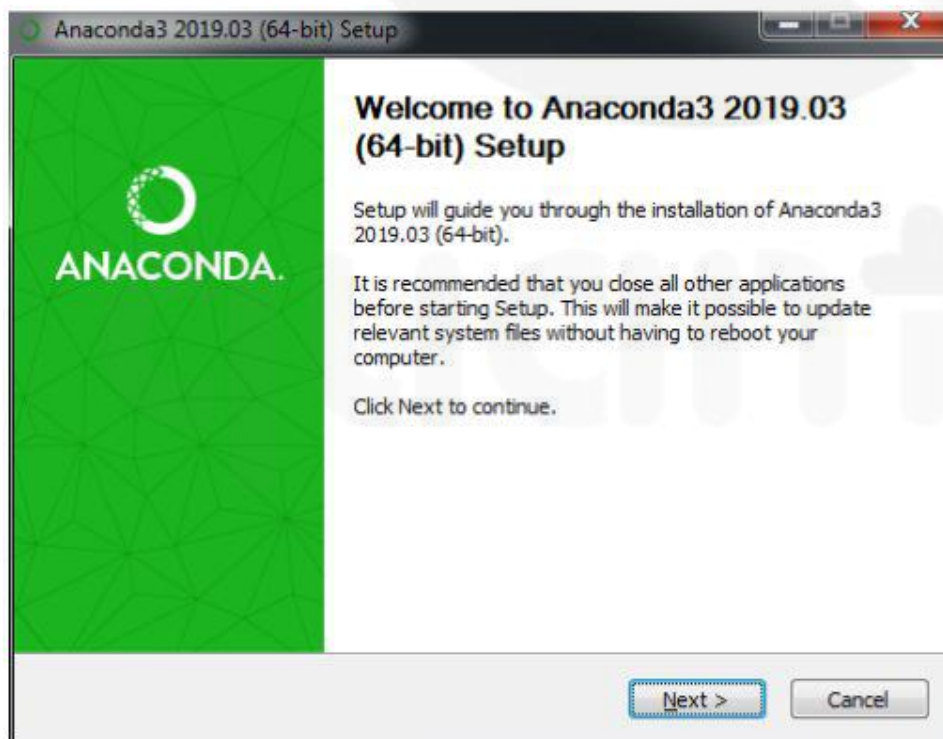 Anaconda3 2019.03 (64-bit) Setup
ANACONDA.
Welcome to Anaconda3 2019.03
(64-bit) Setup
Setup will guide you through the installation of Anaconda3
2019.03 (64-bit).
It is recommended that you close all other applications
before starting Setup. This will make it possible to update
relevant system files without having to reboot your
computer.
Click Next to continue.
Next >
Cancel